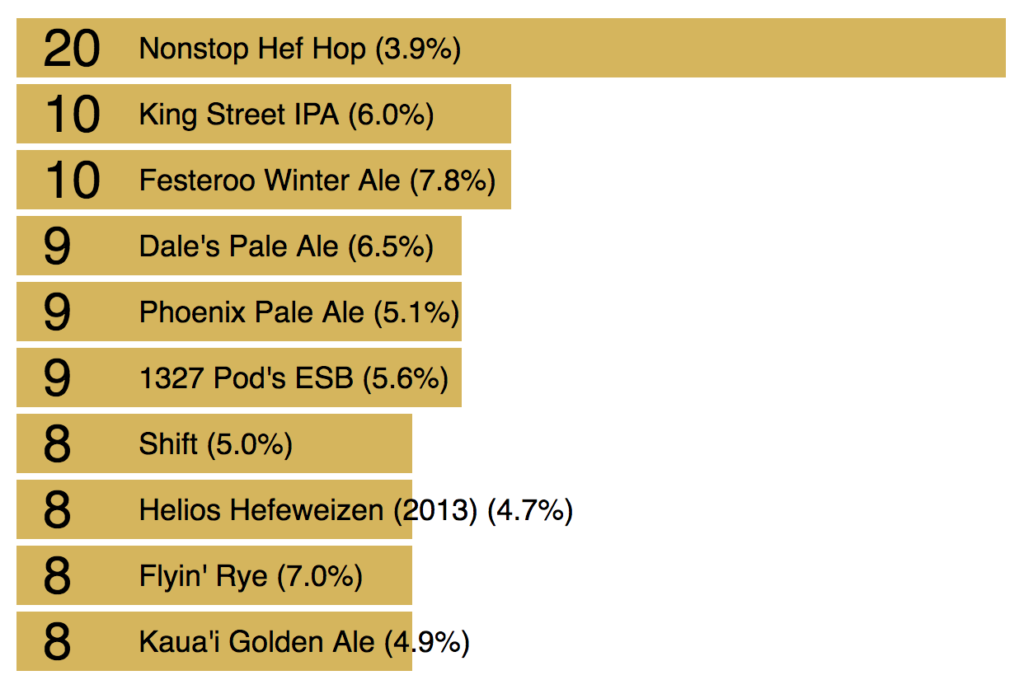 20 Nonstop Hef Hop (3.9%)
10 King Street IPA (6.0%)
10 Festeroo Winter Ale (7.8%)
9 Dale's Pale Ale (6.5%)
9 Phoenix Pale Ale (5.1%)
9 1327 Pod's ESB (5.6%)
8 Shift (5.0%)
8 Helios Hefeweizen (2013) (4.7%)
8 Flyin' Rye (7.0%)
8 Kaua'i Golden Ale (4.9%)